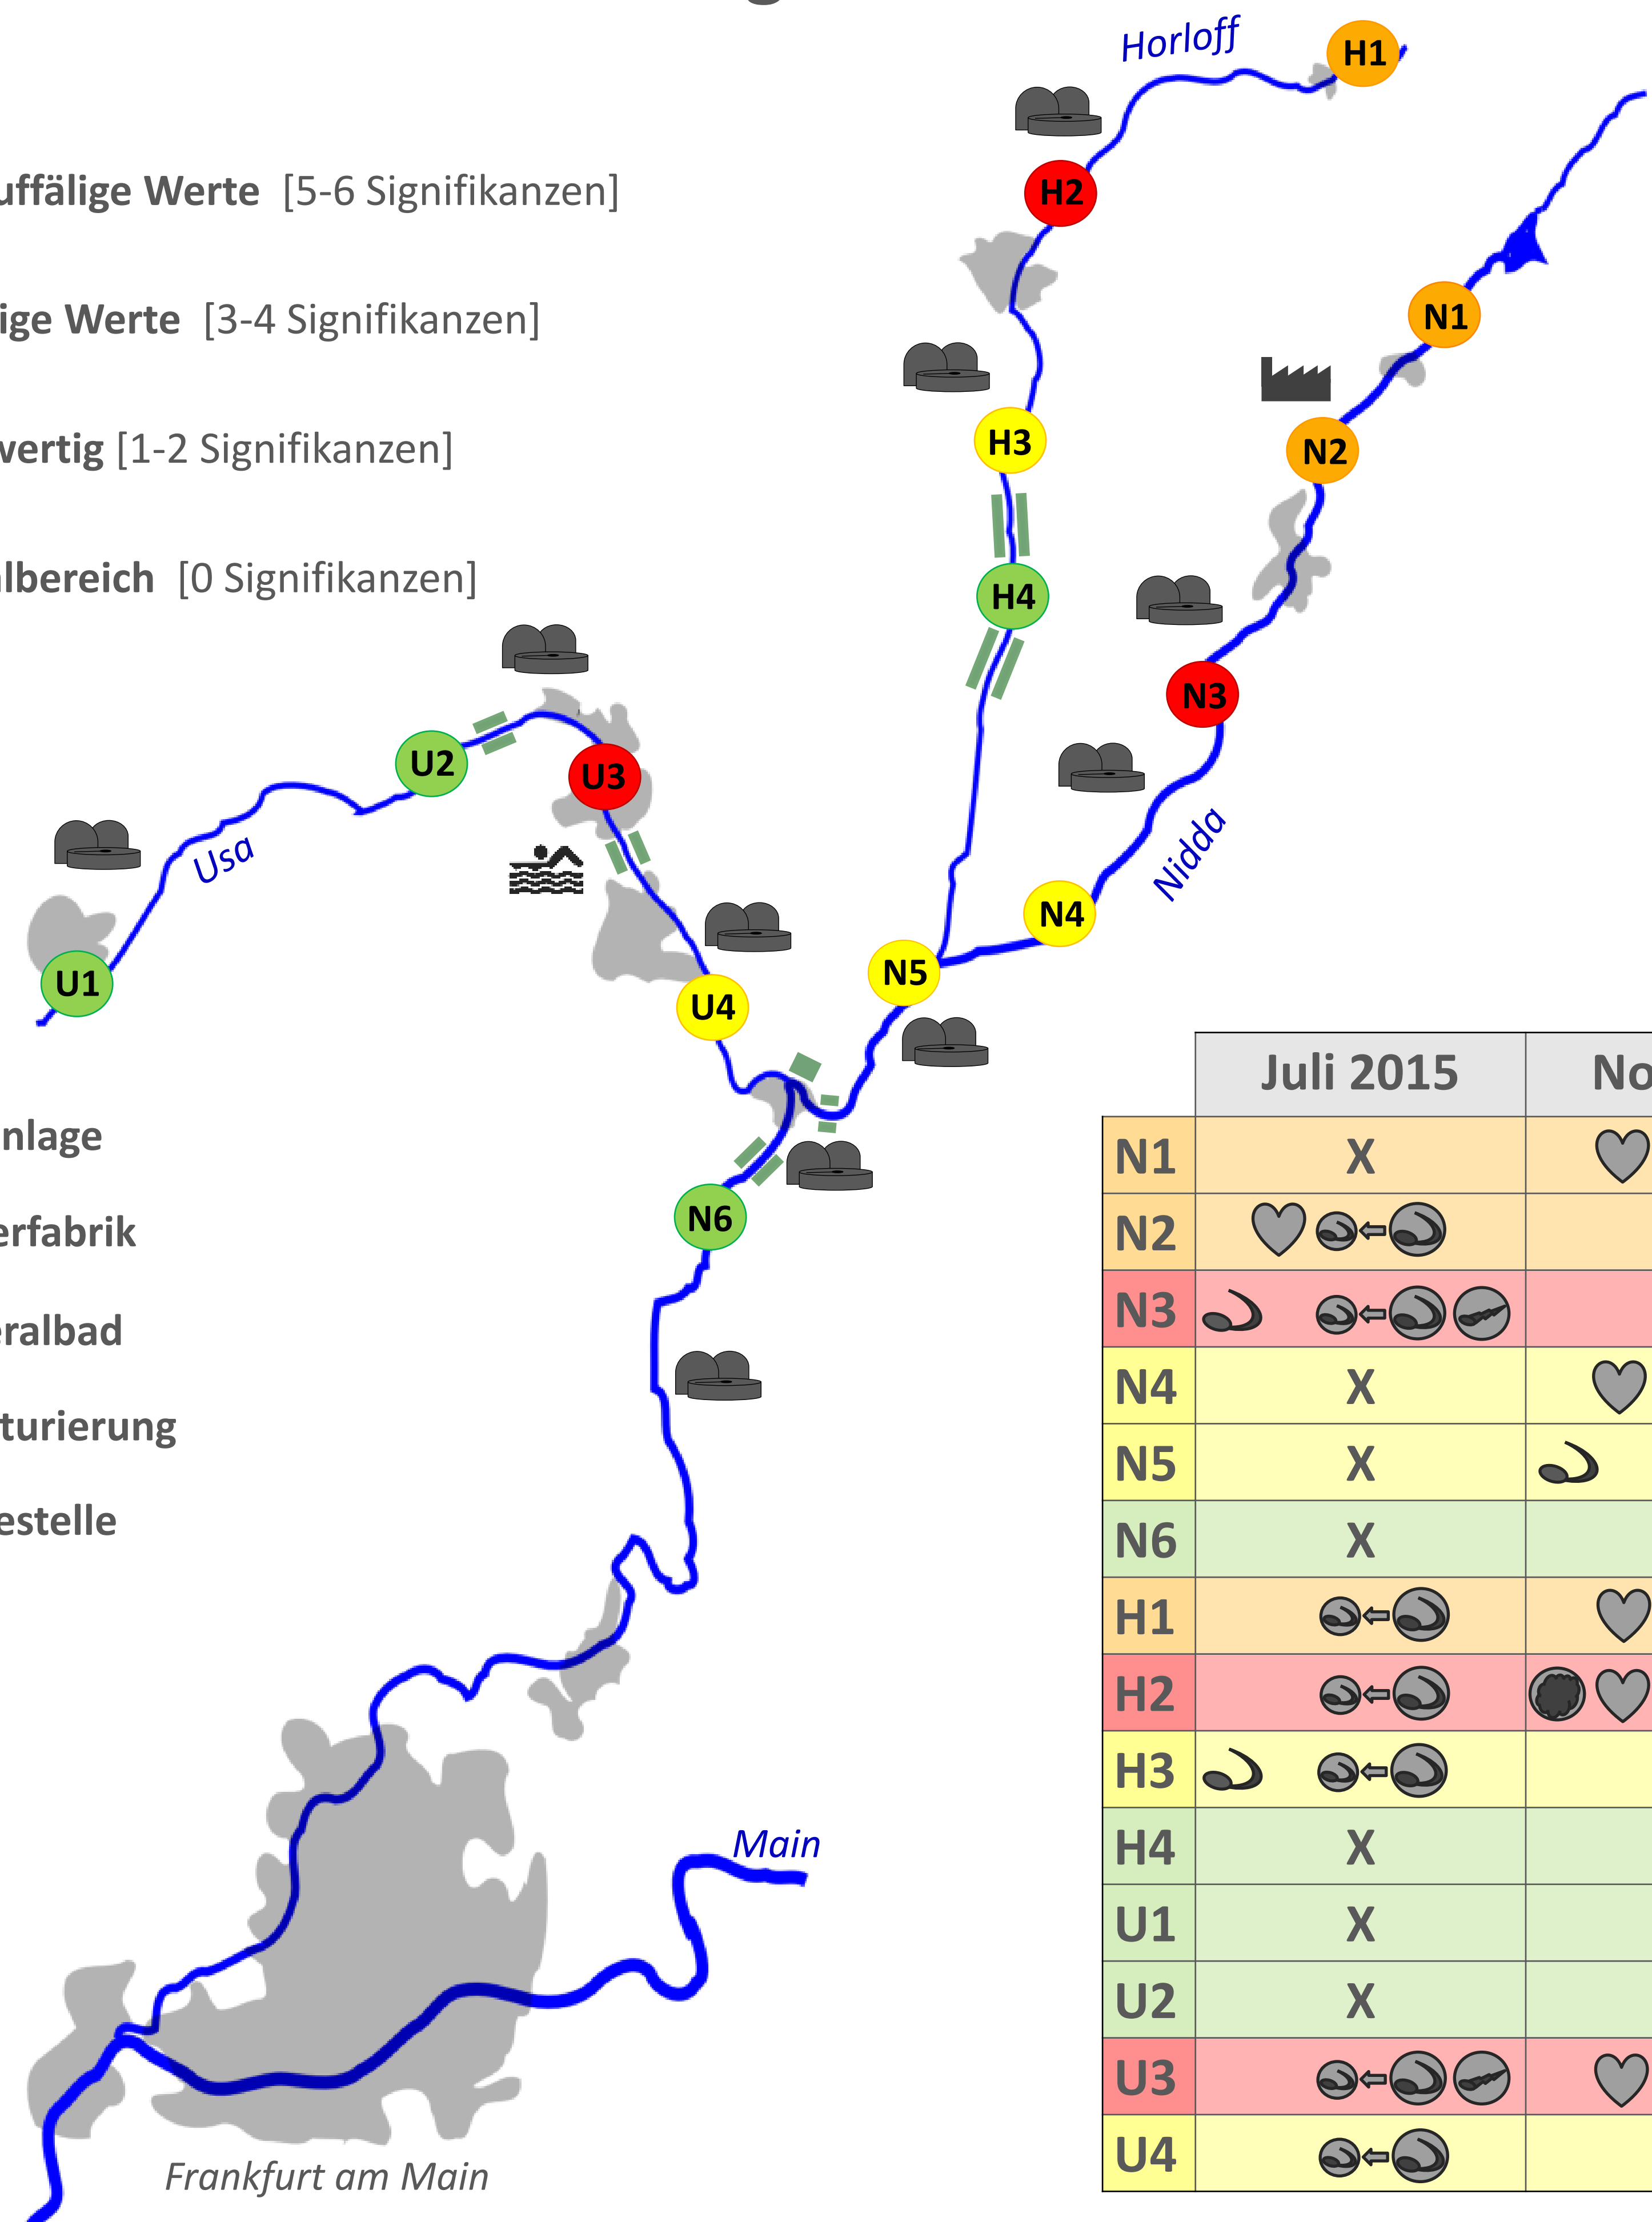 Horloff
H1
uffälige Werte [5-6 Signifikanzen]
H2
ige Werte [3-4 Signifikanzen]
N1
wertig [1-2 Signifikanzen]
H3
N2
lbereich [0 Signifikanzen]
H4
N3
U2
U3
Usa
Nidda
N4
U1
U4
N5
nlage
N6
erfabrik
eralbad
turierung
estelle
Main
Frankfurt am Main
Juli 2015 No
N1 X
N2
N3
N4 X
N5 X
N6 X
H1
H2
H3
H4 X
U1 X
U2 X
U3
U4